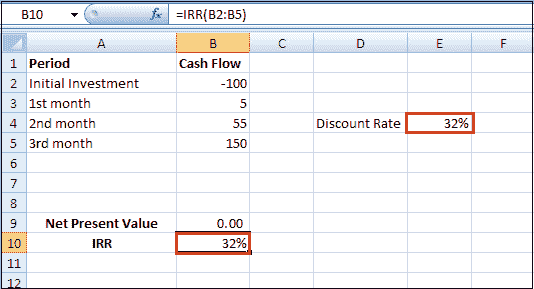 B10 fx =IRR(B2:B5)
A B C D E F
1 Period Cash Flow
2 Initial Investment -100
3 1st month 5
4 2nd month 55 Discount Rate 32%
5 3rd month 150
6
7
8
9 Net Present Value 0.00
10 IRR 32%
11
12